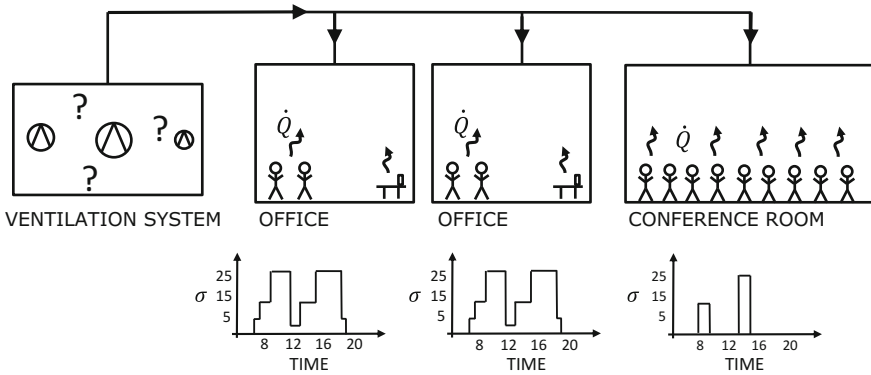 ?
?
?
Q̇
Q̇
Q̇
VENTILATION SYSTEM
OFFICE
OFFICE
CONFERENCE ROOM
σ
25
15
5
8 12 16 20
TIME
σ
25
15
5
8 12 16 20
TIME
σ
25
15
5
8 12 16 20
TIME